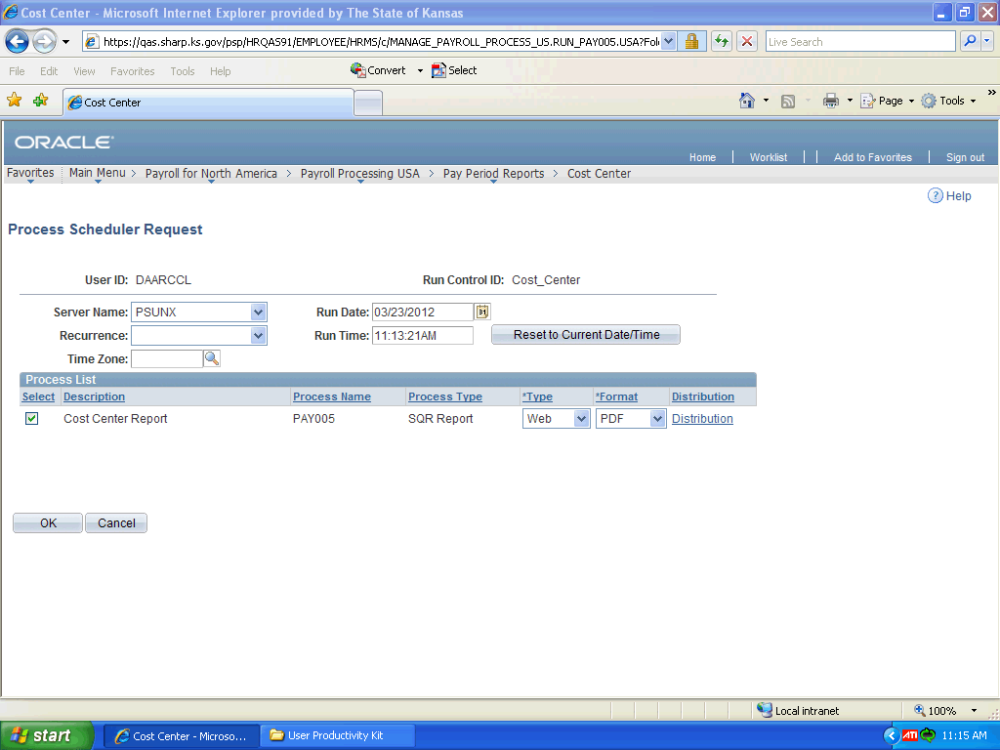 Cost Center - Microsoft Internet Explorer provided by The State of Kansas
https://qas.sharp.ks.gov/psp/HRQAS91/EMPLOYEE/HRMS/c/MANAGE_PAYROLL_PROCESS_US.RUN_PAY005.USA?Fol
Live Search
File Edit View Favorites Tools Help Convert Select
Cost Center Page Tools »
ORACLE
Home Worklist Add to Favorites Sign out
Favorites Main Menu > Payroll for North America > Payroll Processing USA > Pay Period Reports > Cost Center
? Help
Process Scheduler Request
User ID: DAARCCL Run Control ID: Cost_Center
Server Name: PSUNX Run Date: 03/23/2012 31
Recurrence: Run Time: 11:13:21AM Reset to Current Date/Time
Time Zone:
Process List
Select Description Process Name Process Type *Type *Format Distribution
Cost Center Report PAY005 SQR Report Web PDF Distribution
OK Cancel
Local intranet 100%
start Cost Center - Microso... User Productivity Kit ATI 11:15 AM